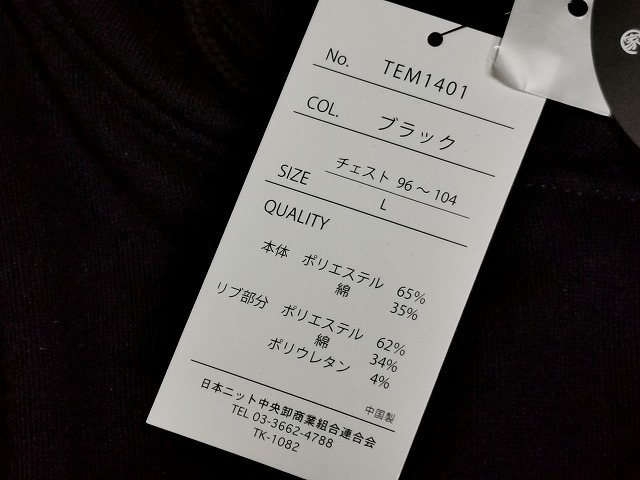 No. TEM1401
COL. ブラック
SIZE チェスト 96～104
L
QUALITY
本体 ポリエステル 65%
綿 35%
リブ部分 ポリエステル 62%
綿 34%
ポリウレタン 4%
中国製
日本ニット中央卸商業組合連合会
TEL 03-3662-4788
TK-1082